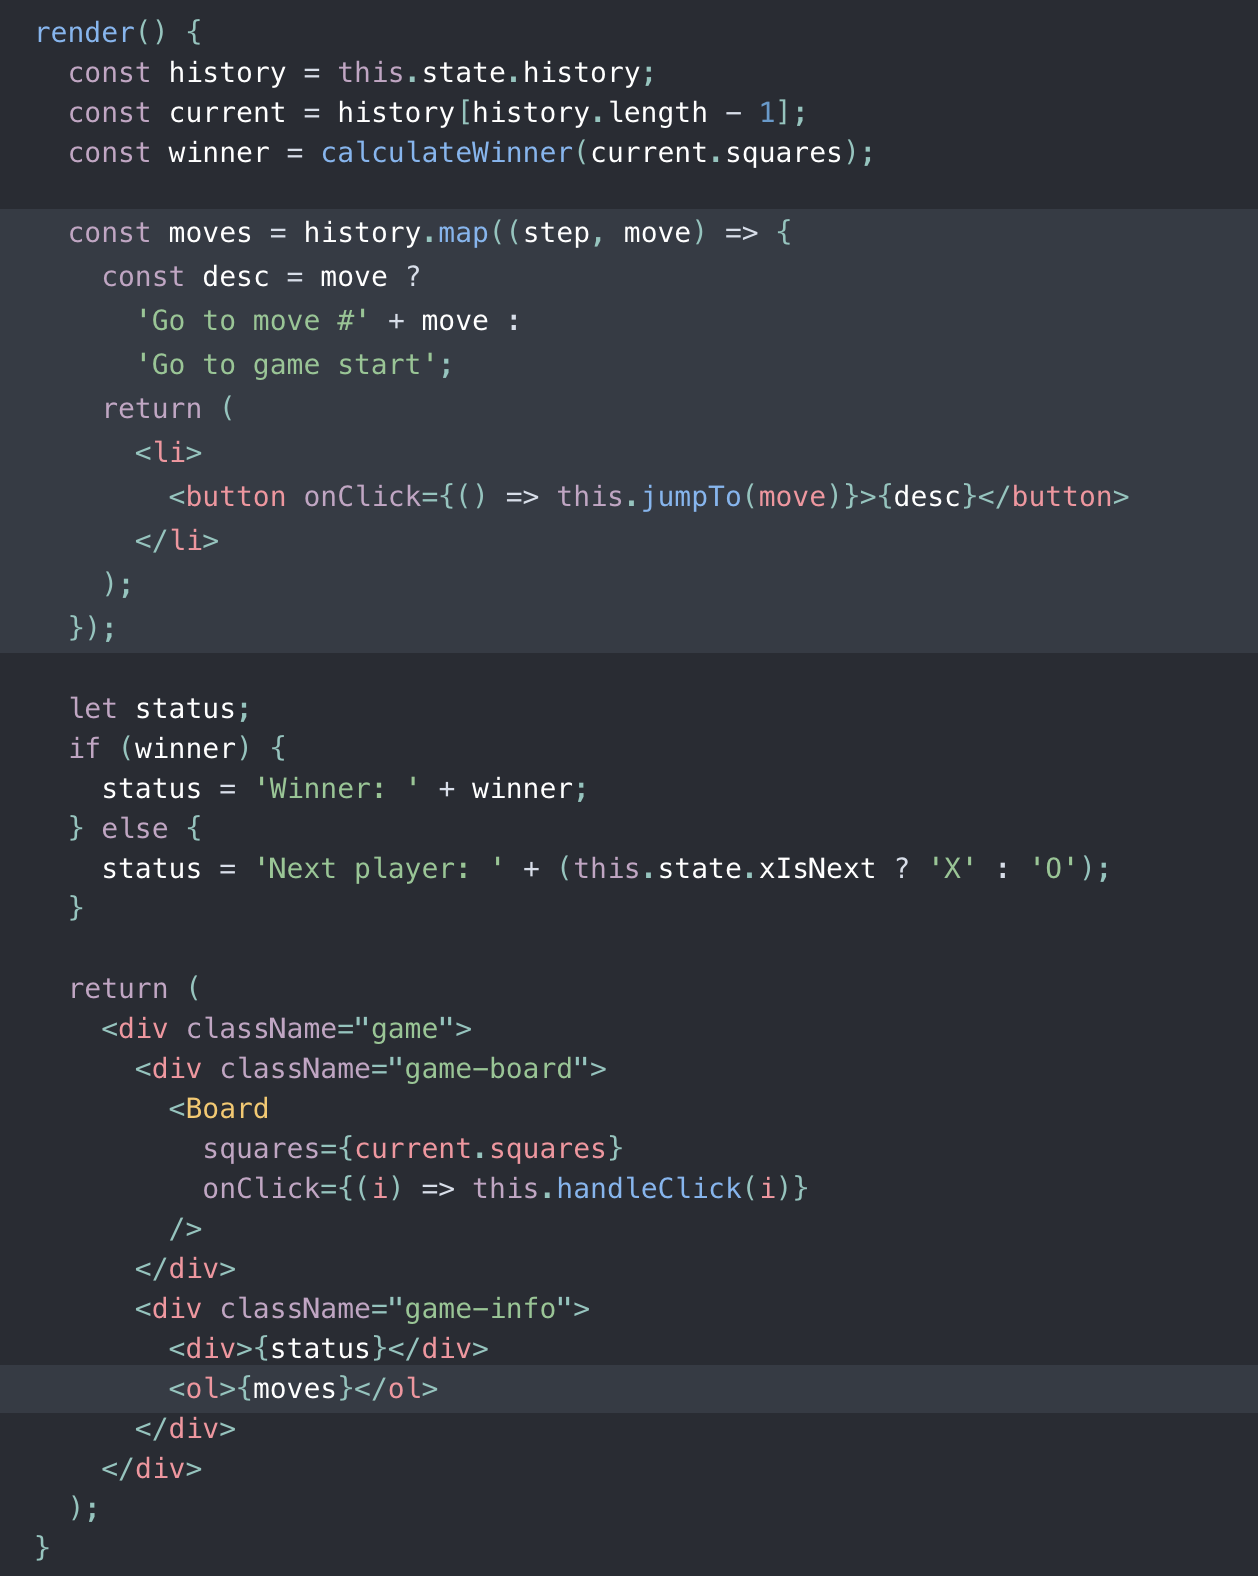 render() {
  const history = this.state.history;
  const current = history[history.length - 1];
  const winner = calculateWinner(current.squares);

  const moves = history.map((step, move) => {
    const desc = move ?
      'Go to move #' + move :
      'Go to game start';
    return (
      <li>
        <button onClick={() => this.jumpTo(move)}>{desc}</button>
      </li>
    );
  });

  let status;
  if (winner) {
    status = 'Winner: ' + winner;
  } else {
    status = 'Next player: ' + (this.state.xIsNext ? 'X' : 'O');
  }

  return (
    <div className="game">
      <div className="game-board">
        <Board
          squares={current.squares}
          onClick={(i) => this.handleClick(i)}
        />
      </div>
      <div className="game-info">
        <div>{status}</div>
        <ol>{moves}</ol>
      </div>
    </div>
  );
}